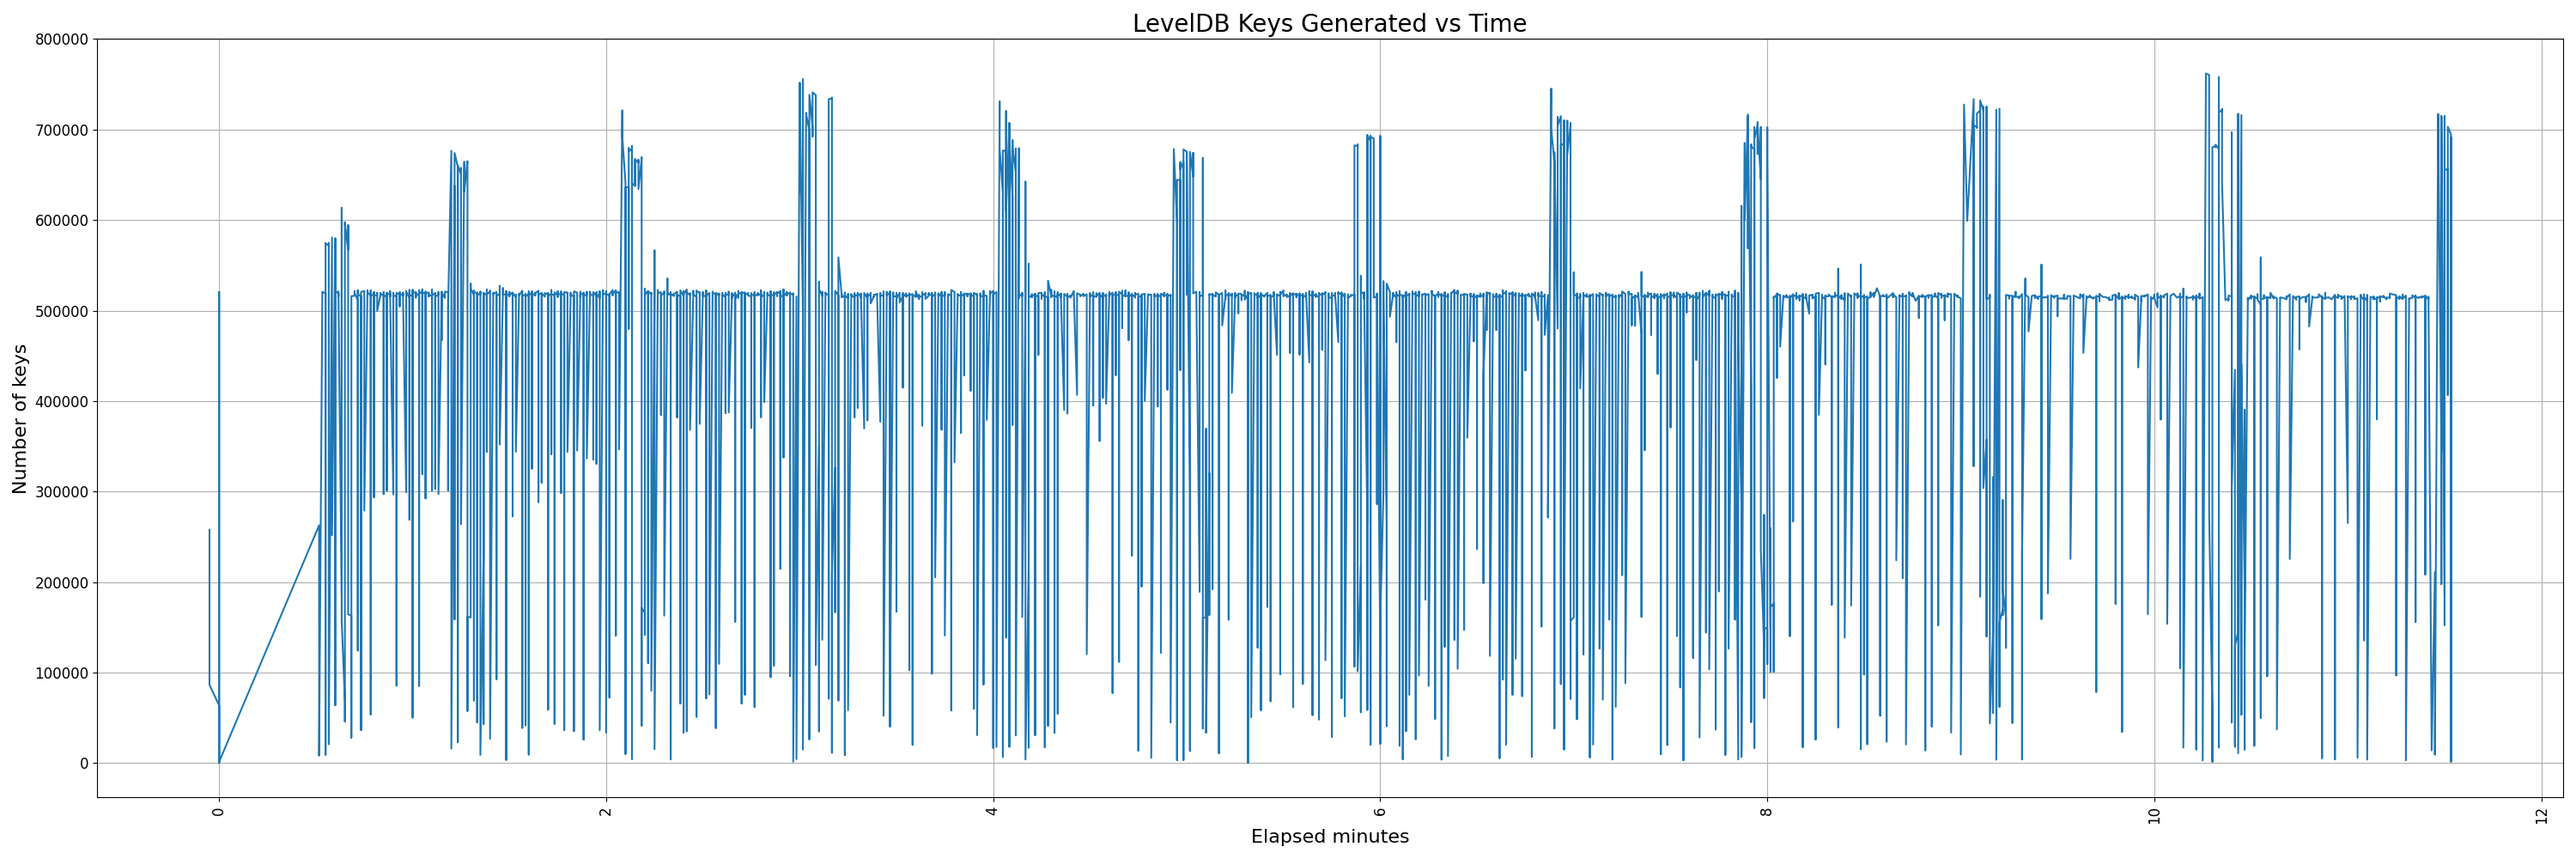 LevelDB Keys Generated vs Time
800000
700000
600000
500000
400000
300000
200000
100000
0
Number of keys
0 2 4 6 8 10 12
Elapsed minutes